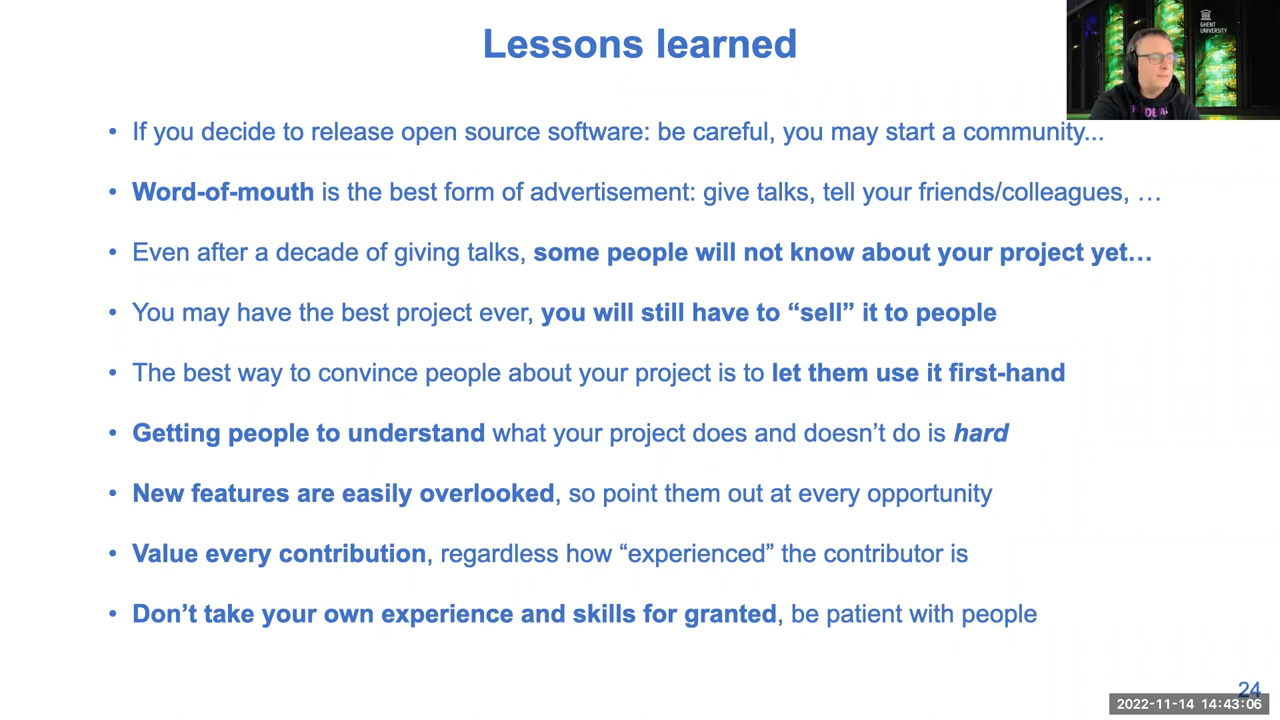 Lessons learned
GHENT
UNIVERSITY
• If you decide to release open source software: be careful, you may start a community...
• Word-of-mouth is the best form of advertisement: give talks, tell your friends/colleagues, …
• Even after a decade of giving talks, some people will not know about your project yet…
• You may have the best project ever, you will still have to “sell” it to people
• The best way to convince people about your project is to let them use it first-hand
• Getting people to understand what your project does and doesn’t do is hard
• New features are easily overlooked, so point them out at every opportunity
• Value every contribution, regardless how “experienced” the contributor is
• Don’t take your own experience and skills for granted, be patient with people
24
2022-11-14 14:43:06